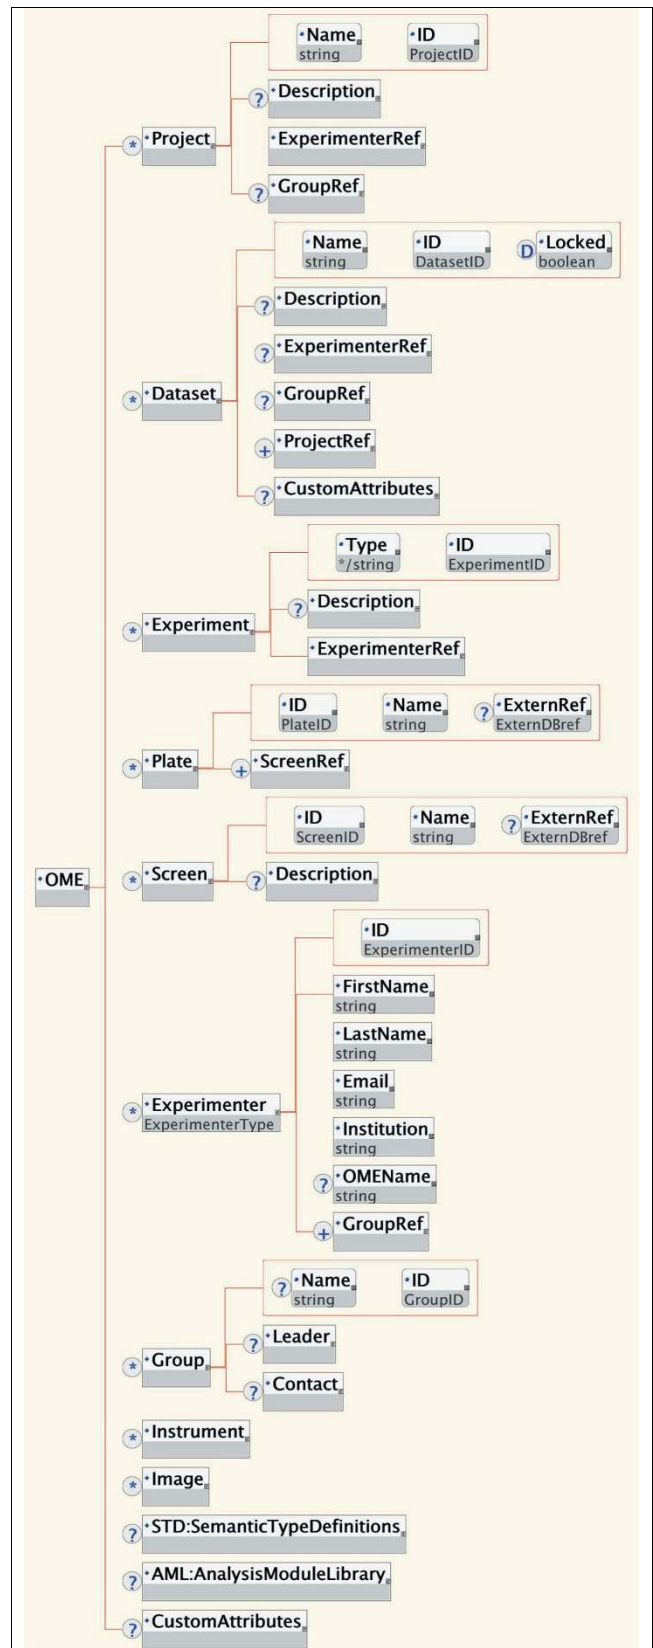 Name ID
string ProjectID
? Description
* Project ExperimenterRef
? GroupRef
Name ID D Locked
string DatasetID boolean
? Description
? ExperimenterRef
* Dataset ? GroupRef
+ ProjectRef
? CustomAttributes
Type ID
*/string ExperimentID
? Description
* Experiment
ExperimenterRef
ID Name ? ExternRef
PlateID string ExternDBref
* Plate + ScreenRef
ID Name ? ExternRef
ScreenID string ExternDBref
OME * Screen ? Description
ID
ExperimenterID
FirstName
string
LastName
string
Email
string
* Experimenter
ExperimenterType
Institution
string
? OMEName
string
+ GroupRef
? Name ID
string GroupID
? Leader
* Group
? Contact
* Instrument
* Image
? STD:SemanticTypeDefinitions
? AML:AnalysisModuleLibrary
? CustomAttributes